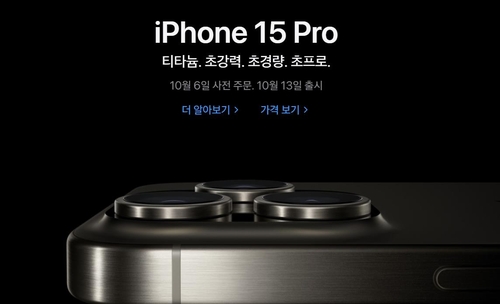 iPhone 15 Pro
티타늄. 초강력. 초경량. 초프로.
10월 6일 사전 주문. 10월 13일 출시
더 알아보기 > 가격 보기 >